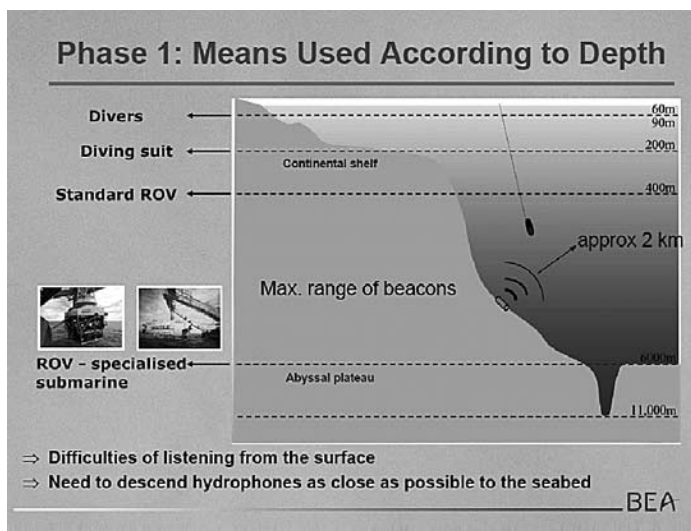 Phase 1: Means Used According to Depth
Divers
60m
90m
Diving suit
200m
Continental shelf
Standard ROV
400m
approx 2 km
Max. range of beacons
ROV – specialised
submarine
6000m
Abyssal plateau
11,000m
⇒ Difficulties of listening from the surface
⇒ Need to descend hydrophones as close as possible to the seabed
BEA